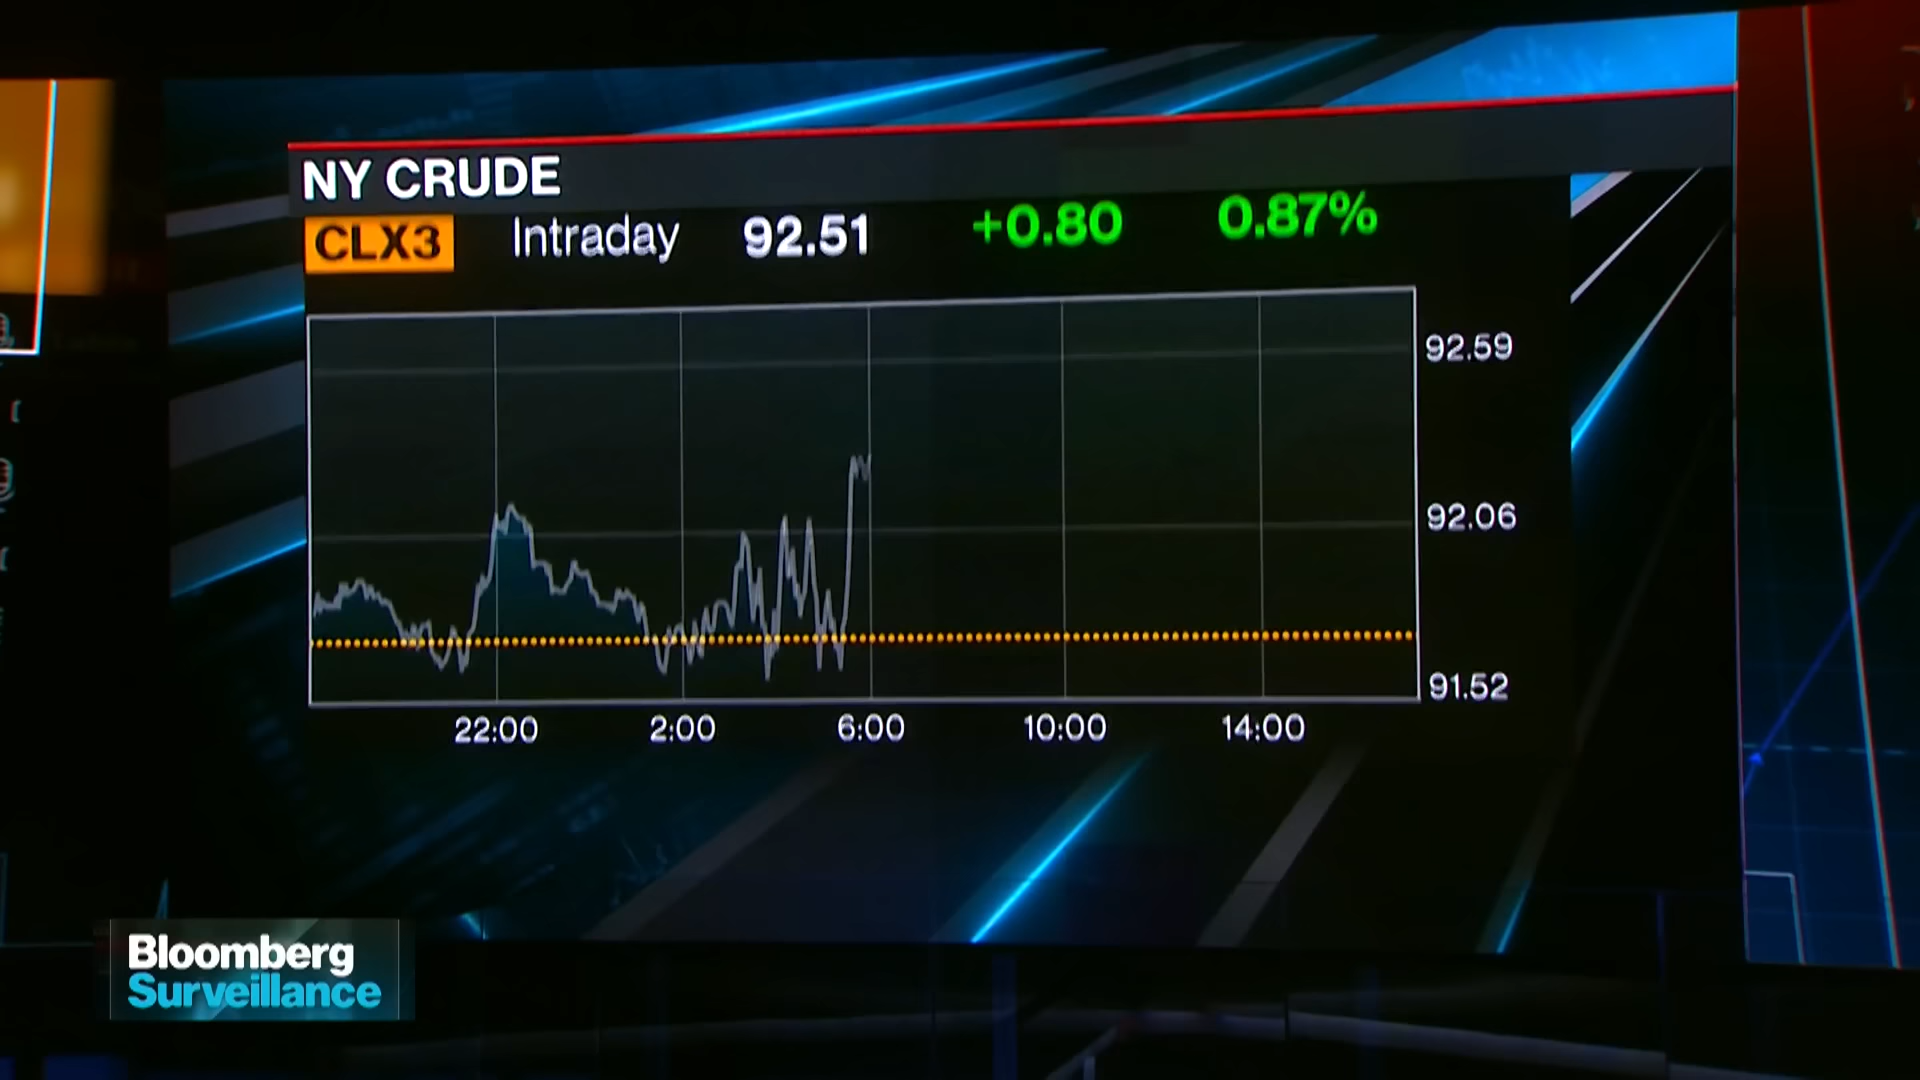 NY CRUDE
CLX3 Intraday 92.51 +0.80 0.87%
92.59
92.06
91.52
22:00 2:00 6:00 10:00 14:00
Bloomberg
Surveillance